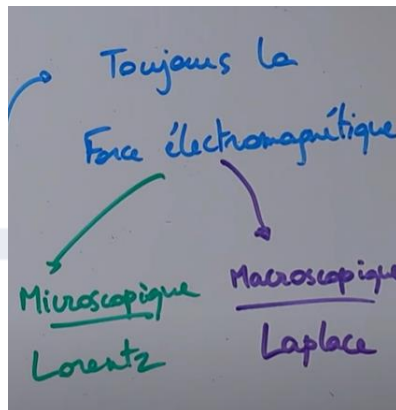 Toujours la
Force électromagnétique
Microscopique
Lorentz
Macroscopique
Laplace